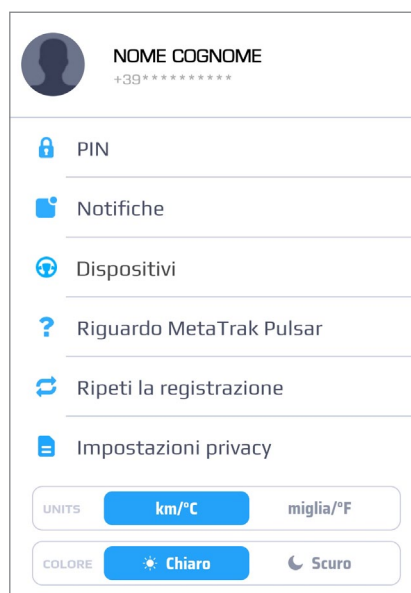 NOME COGNOME
+39**********
PIN
Notifiche
Dispositivi
Riguardo MetaTrak Pulsar
Ripeti la registrazione
Impostazioni privacy
UNITS km/°C miglia/°F
COLORE Chiaro Scuro